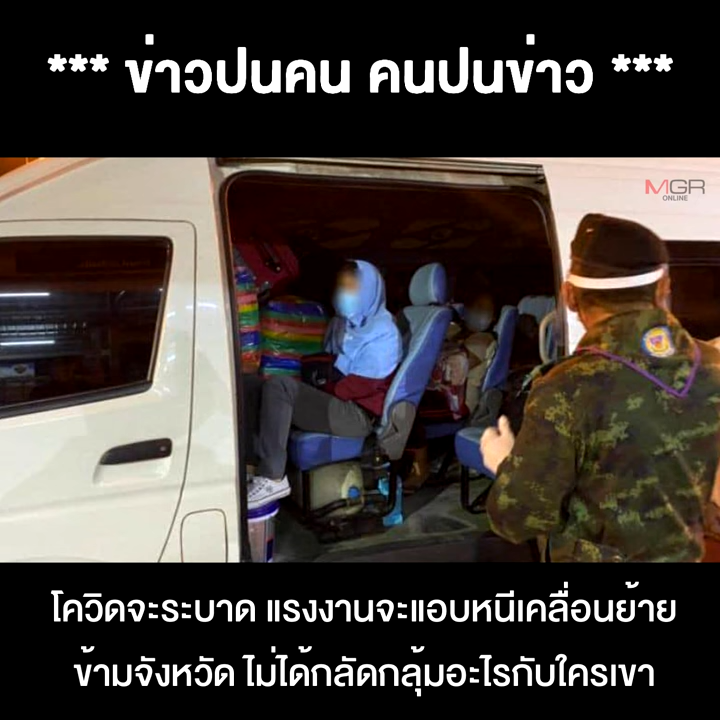 *** ข่าวปนคน คนปนข่าว ***
MGR
ONLINE
โควิดจะระบาด แรงงานจะแอบหนีเคลื่อนย้าย
ข้ามจังหวัด ไม่ได้กลัดกลุ้มอะไรกับใครเขา